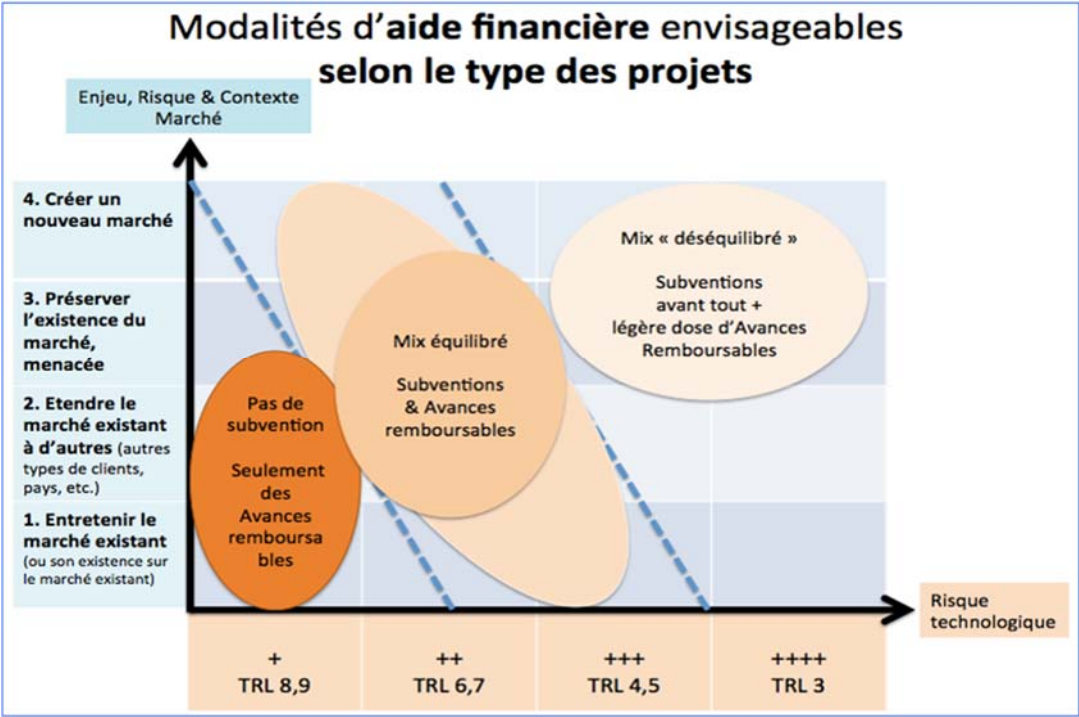 Modalités d'aide financière envisageables
selon le type des projets
Enjeu, Risque & Contexte
Marché
4. Créer un
nouveau marché
3. Préserver
l'existence du
marché,
menacée
2. Etendre le
marché existant
à d'autres (autres
types de clients,
pays, etc.)
1. Entretenir le
marché existant
(ou son existence sur
le marché existant)
Pas de
subvention
Seulement
des
Avances
remboursa
bles
Mix équilibré
Subventions
& Avances
remboursables
Mix « déséquilibré »
Subventions
avant tout +
légère dose d'Avances
Remboursables
Risque
technologique
+
TRL 8,9
++
TRL 6,7
+++
TRL 4,5
++++
TRL 3